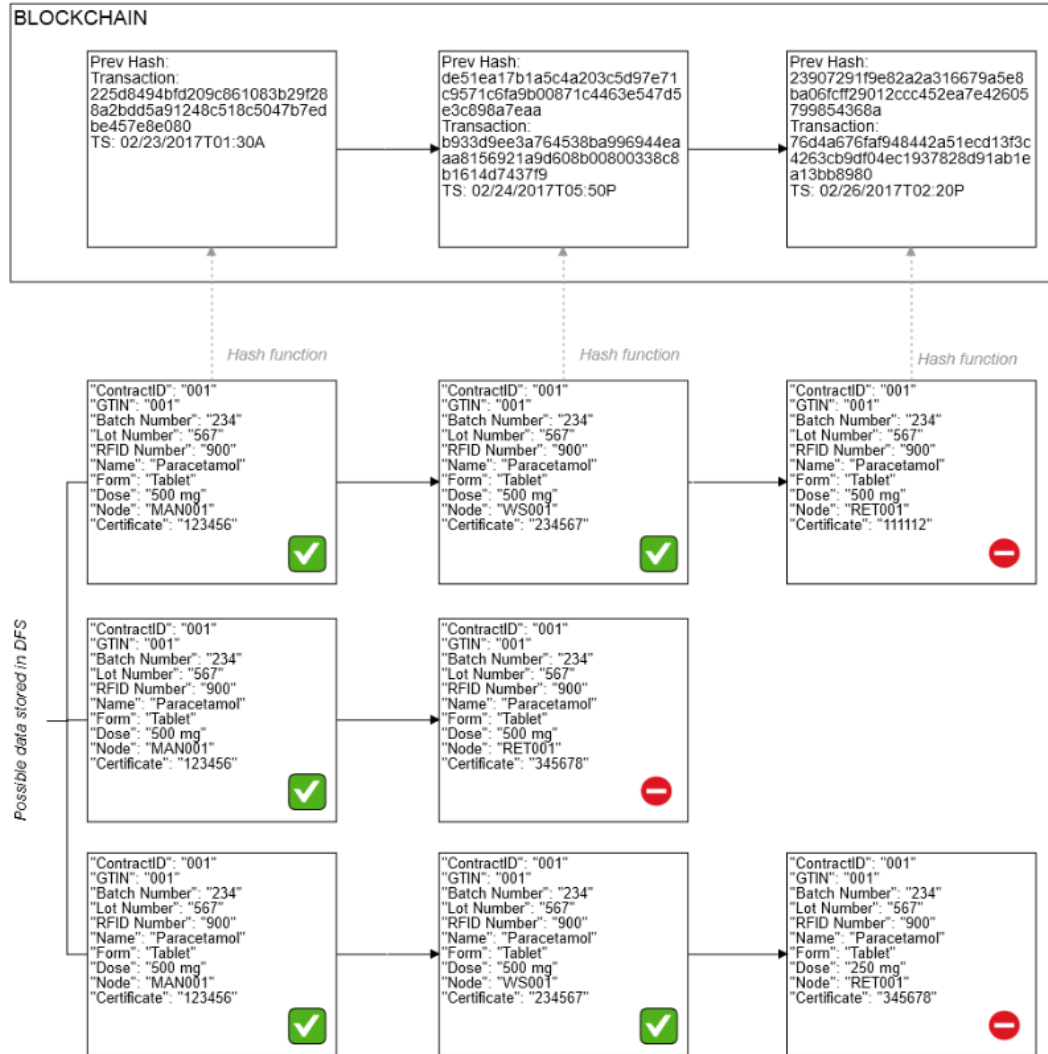 BLOCKCHAIN
Prev Hash:
Transaction:
225d8494bfd209c861083b29f28
8a2bdd5a91248c518c5047b7ed
be457e8e080
TS: 02/23/2017T01:30A
Prev Hash:
de51ea17b1a5c4a203c5d97e71
c9571c6fa9b00871c4463e547d5
e3c898a7eaa
Transaction:
b933d9ee3a764538ba996944ea
aa8156921a9d608b00800338c8
b1614d7437f9
TS: 02/24/2017T05:50P
Prev Hash:
23907291f9e82a2a316679a5e8
ba06fcff29012ccc452ea7e42605
799854368a
Transaction:
76d4a676faf948442a51ecd13f3c
4263cb9df04ec1937828d91ab1e
a13bb8980
TS: 02/26/2017T02:20P
Hash function
Hash function
Hash function
Possible data stored in DFS
"ContractID": "001"
"GTIN": "001"
"Batch Number": "234"
"Lot Number": "567"
"RFID Number": "900"
"Name": "Paracetamol"
"Form": "Tablet"
"Dose": "500 mg"
"Node": "MAN001"
"Certificate": "123456"
"ContractID": "001"
"GTIN": "001"
"Batch Number": "234"
"Lot Number": "567"
"RFID Number": "900"
"Name": "Paracetamol"
"Form": "Tablet"
"Dose": "500 mg"
"Node": "WS001"
"Certificate": "234567"
"ContractID": "001"
"GTIN": "001"
"Batch Number": "234"
"Lot Number": "567"
"RFID Number": "900"
"Name": "Paracetamol"
"Form": "Tablet"
"Dose": "500 mg"
"Node": "RET001"
"Certificate": "111112"
"ContractID": "001"
"GTIN": "001"
"Batch Number": "234"
"Lot Number": "567"
"RFID Number": "900"
"Name": "Paracetamol"
"Form": "Tablet"
"Dose": "500 mg"
"Node": "MAN001"
"Certificate": "123456"
"ContractID": "001"
"GTIN": "001"
"Batch Number": "234"
"Lot Number": "567"
"RFID Number": "900"
"Name": "Paracetamol"
"Form": "Tablet"
"Dose": "500 mg"
"Node": "RET001"
"Certificate": "345678"
"ContractID": "001"
"GTIN": "001"
"Batch Number": "234"
"Lot Number": "567"
"RFID Number": "900"
"Name": "Paracetamol"
"Form": "Tablet"
"Dose": "500 mg"
"Node": "MAN001"
"Certificate": "123456"
"ContractID": "001"
"GTIN": "001"
"Batch Number": "234"
"Lot Number": "567"
"RFID Number": "900"
"Name": "Paracetamol"
"Form": "Tablet"
"Dose": "500 mg"
"Node": "WS001"
"Certificate": "234567"
"ContractID": "001"
"GTIN": "001"
"Batch Number": "234"
"Lot Number": "567"
"RFID Number": "900"
"Name": "Paracetamol"
"Form": "Tablet"
"Dose": "250 mg"
"Node": "RET001"
"Certificate": "345678"